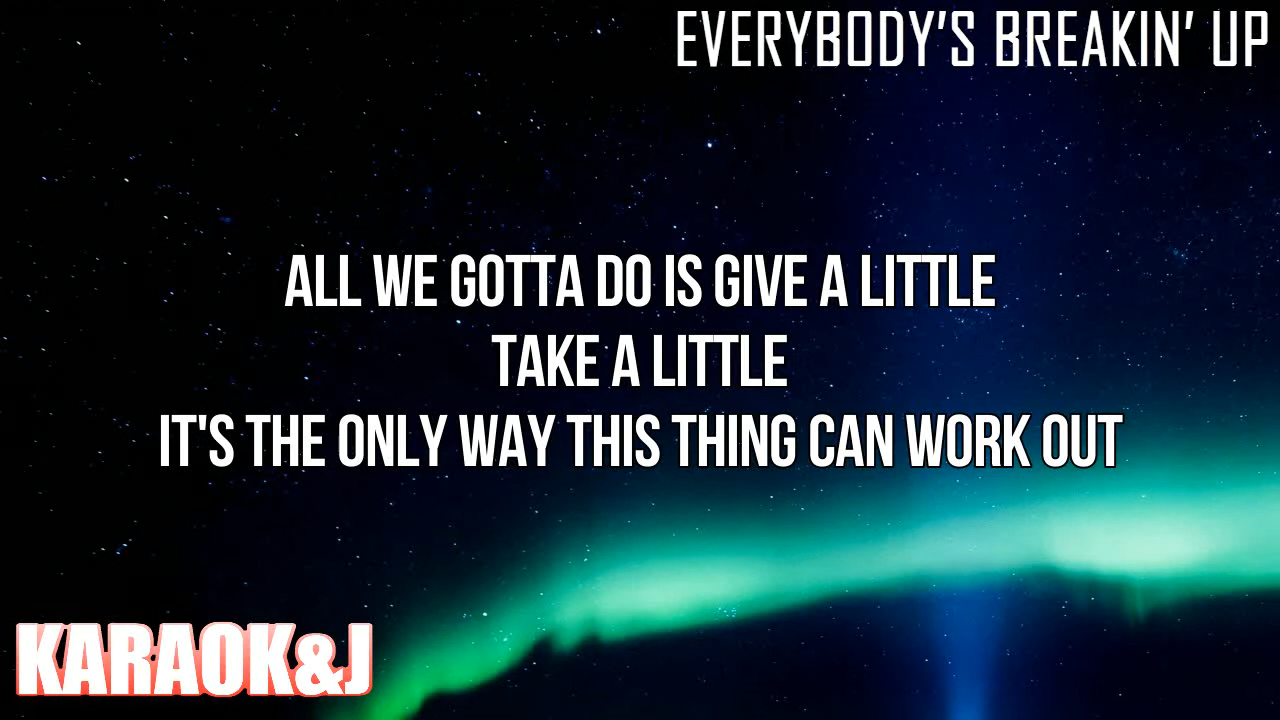 EVERYBODY'S BREAKIN' UP
ALL WE GOTTA DO IS GIVE A LITTLE
TAKE A LITTLE
IT'S THE ONLY WAY THIS THING CAN WORK OUT
KARAOK&J